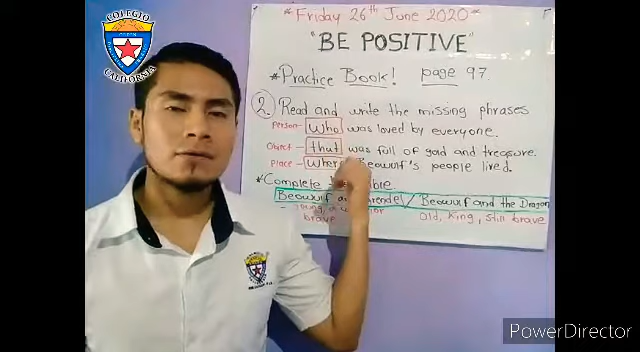 COLEGIO
CALIFORNIA
* Friday 26th June 2020 *
"BE POSITIVE"
* Practice Book! page 97.
2. Read and write the missing phrases
Person- Who was loved by everyone.
Object- that was full of gold and treasure.
Place- where Beowulf's people lived.
* Complete
Beowulf Grendel / Beowulf and the Dragon
- Young,
brave
Old, King, still brave
PowerDirector